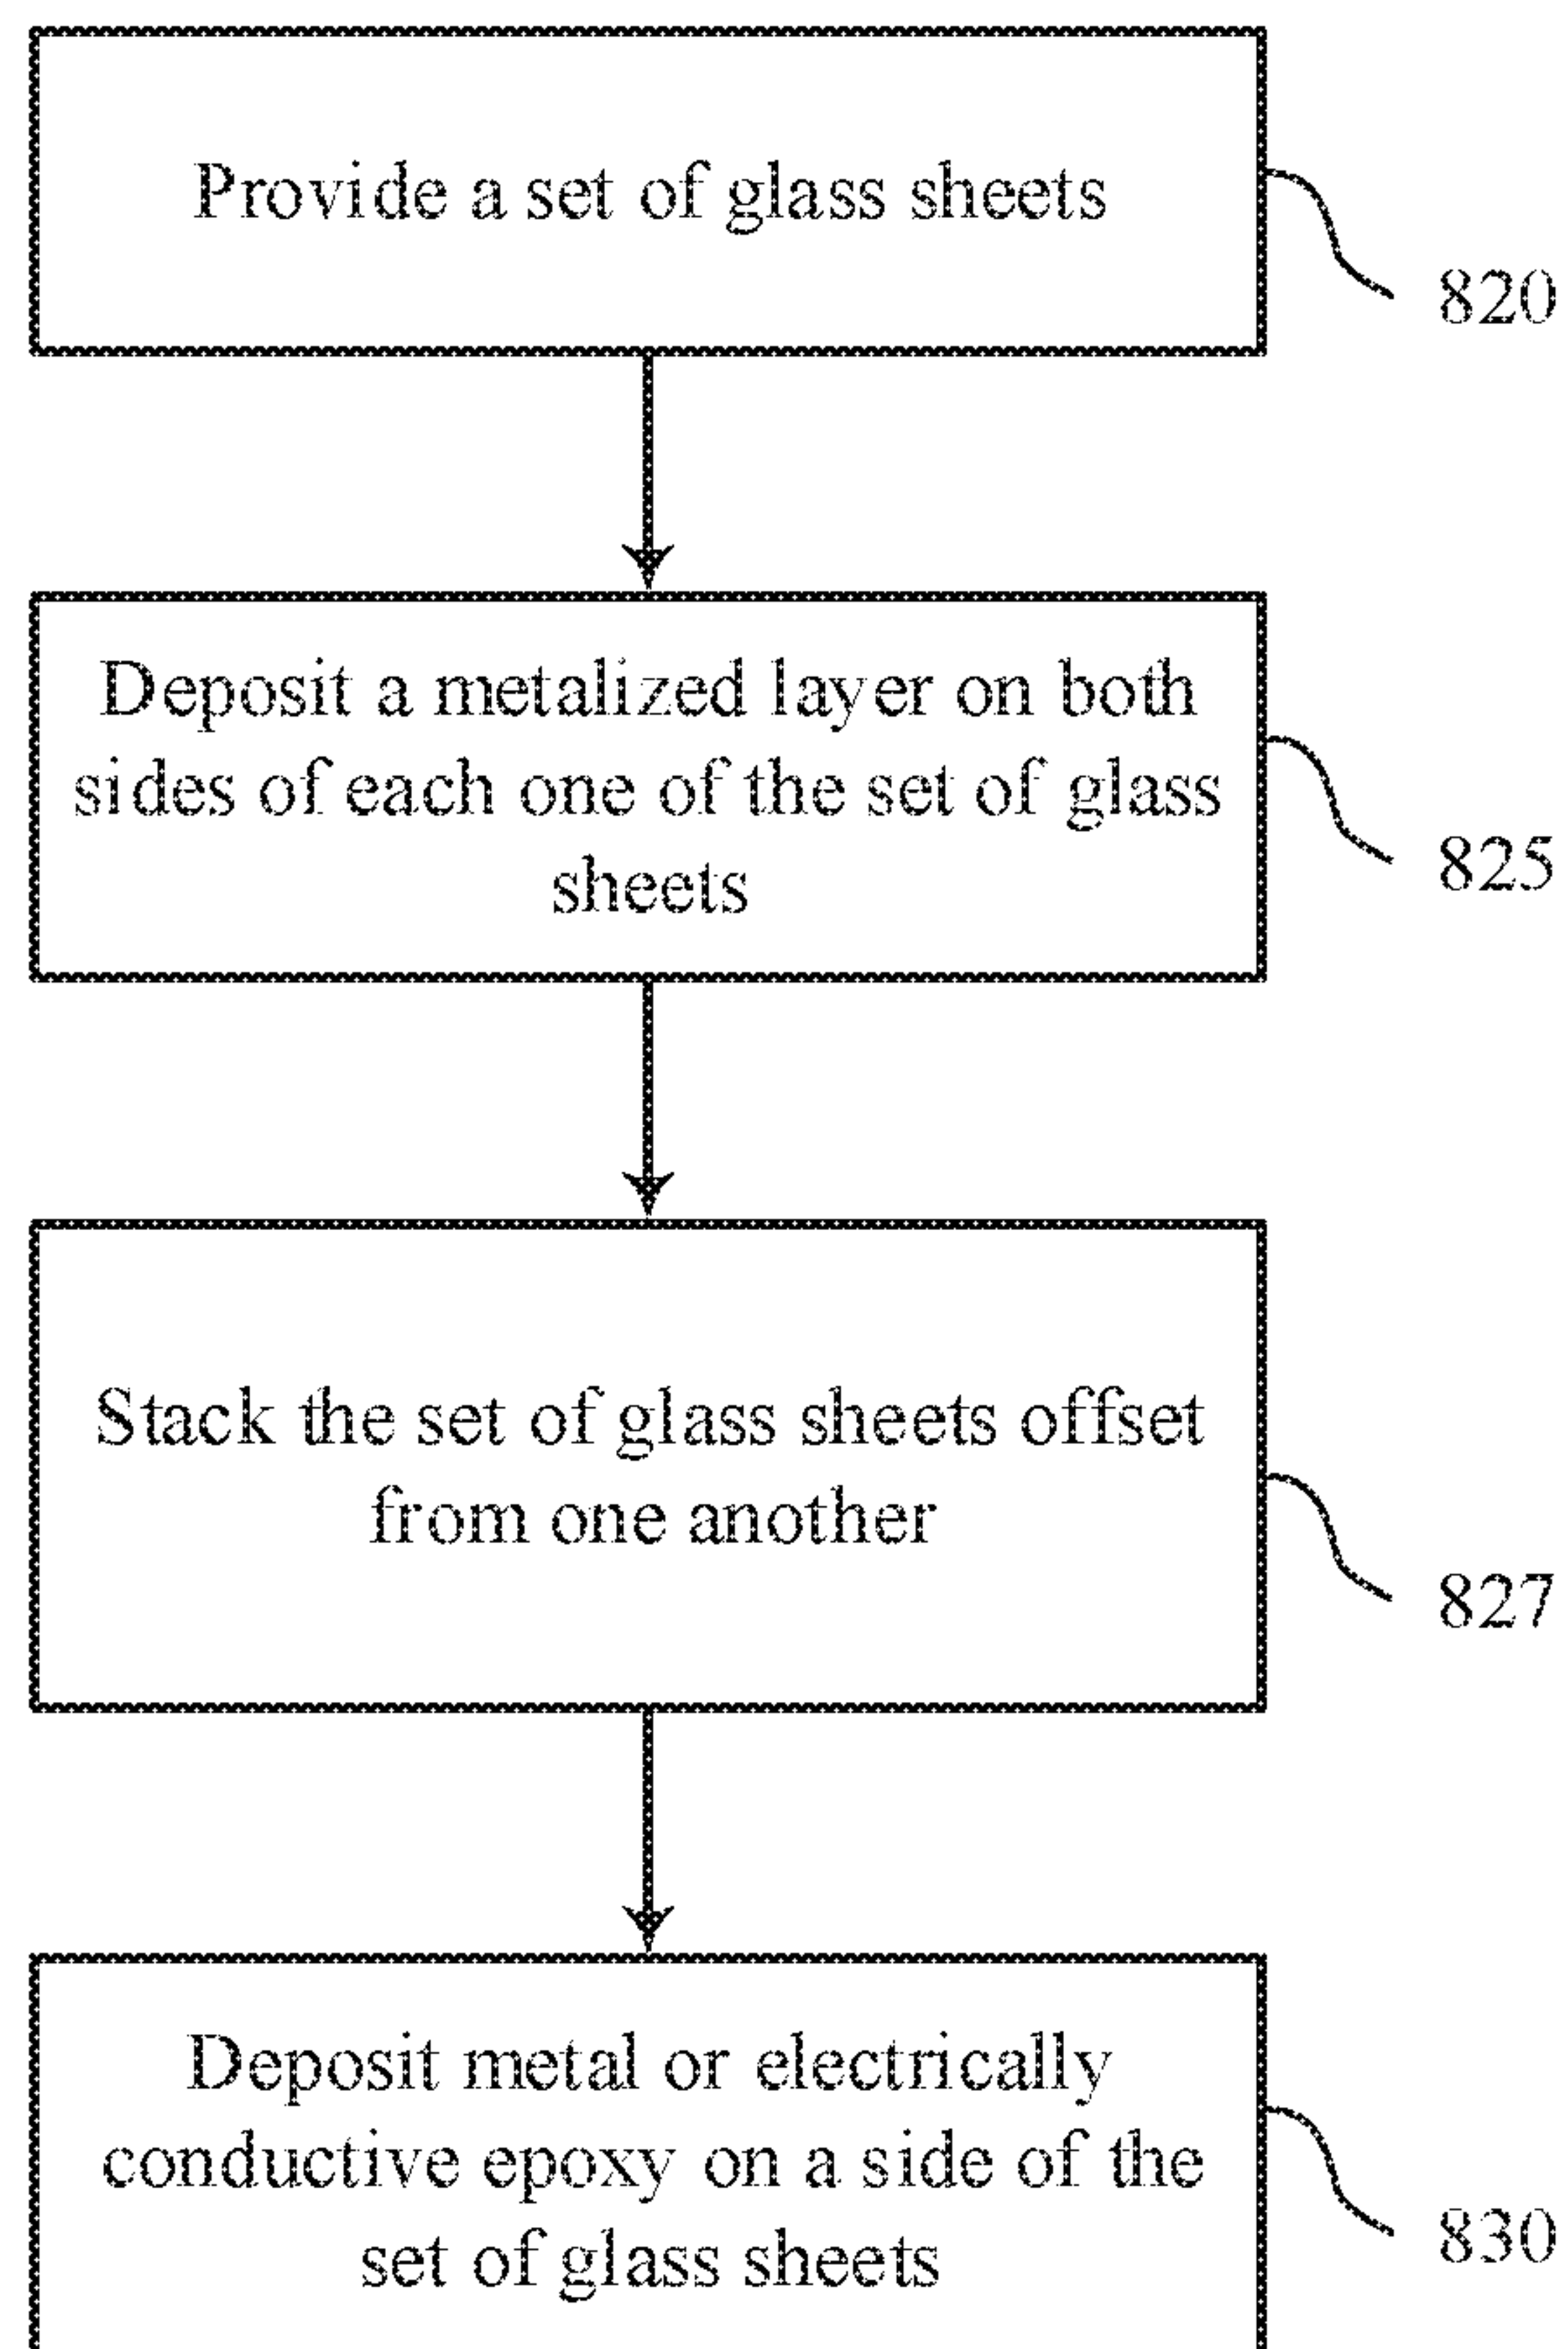 Provide a set of glass sheets
820
Deposit a metalized layer on both
sides of each one of the set of glass
sheets
825
Stack the set of glass sheets offset
from one another
827
Deposit metal or electrically
conductive epoxy on a side of the
set of glass sheets
830